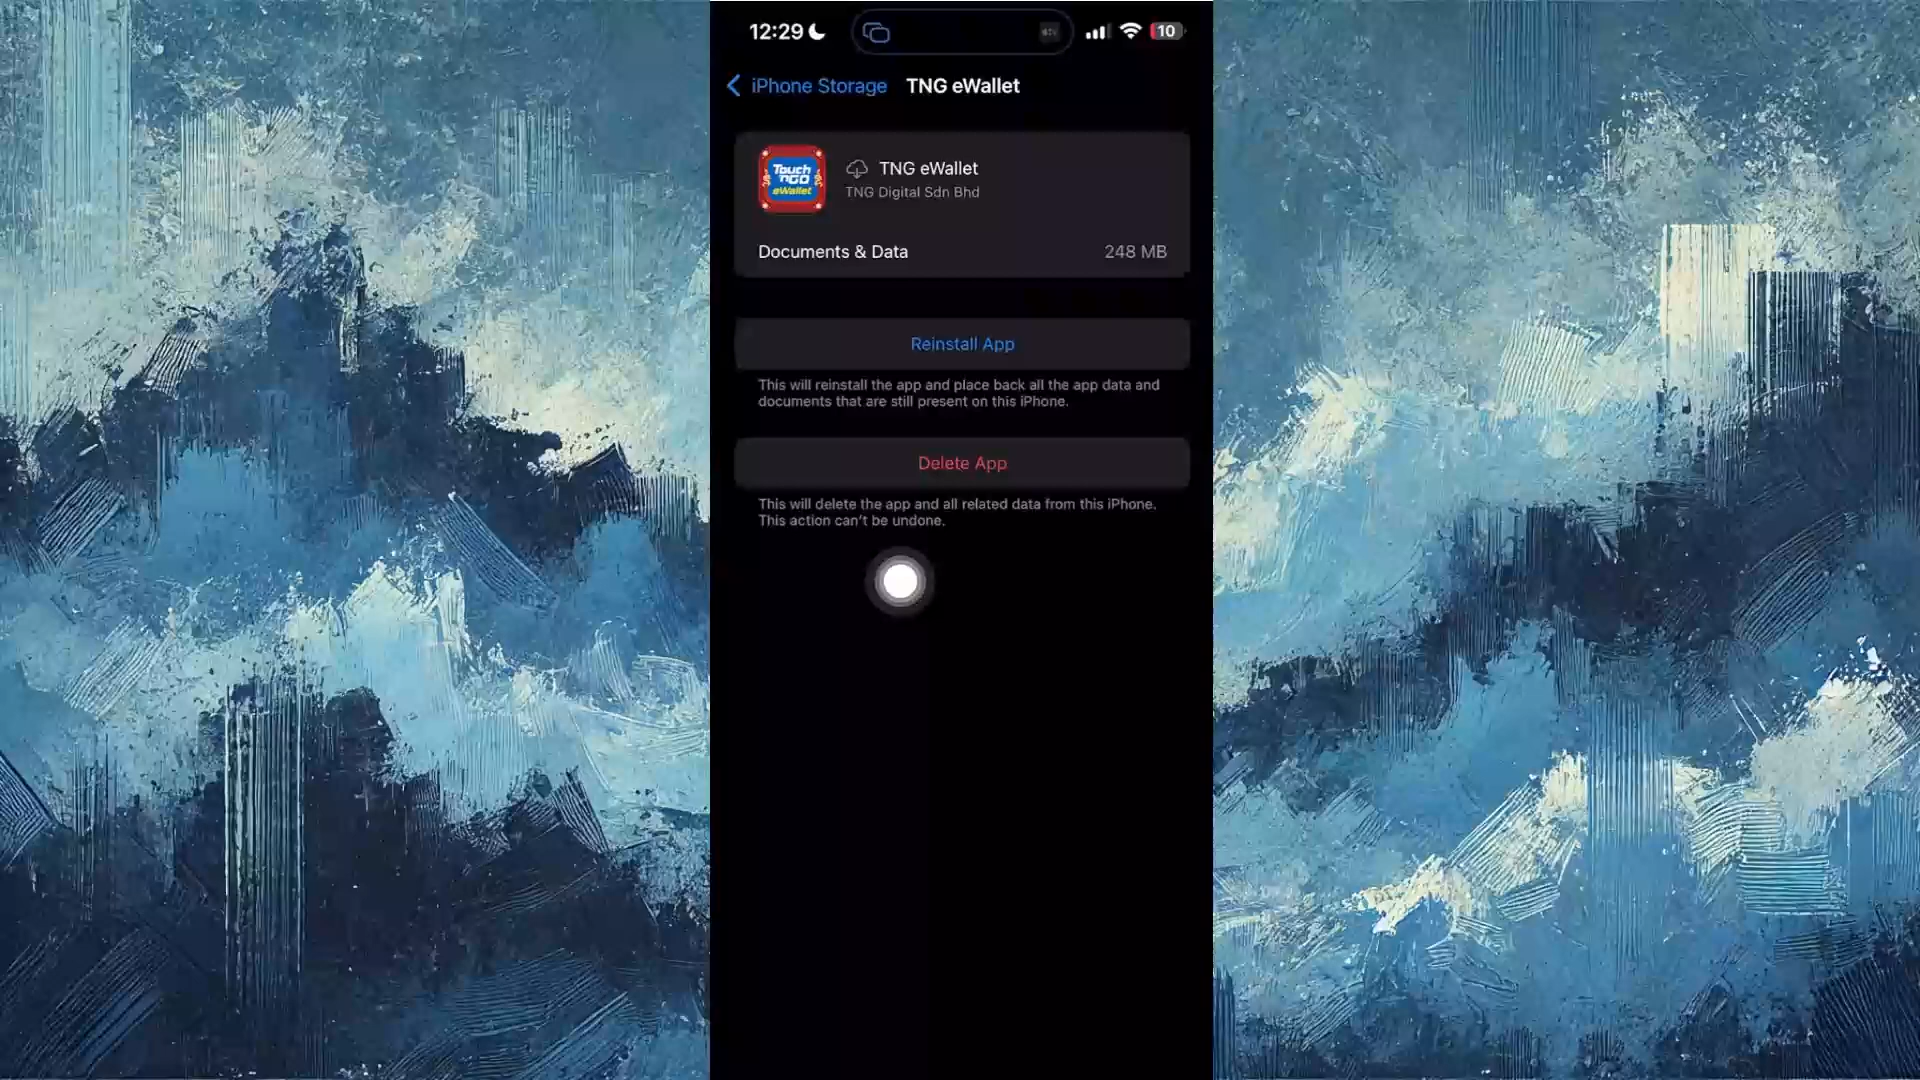 12:29
10
iPhone Storage
TNG eWallet
Touch
'nGO
eWallet
TNG eWallet
TNG Digital Sdn Bhd
Documents & Data
248 MB
Reinstall App
This will reinstall the app and place back all the app data and
documents that are still present on this iPhone.
Delete App
This will delete the app and all related data from this iPhone.
This action can't be undone.